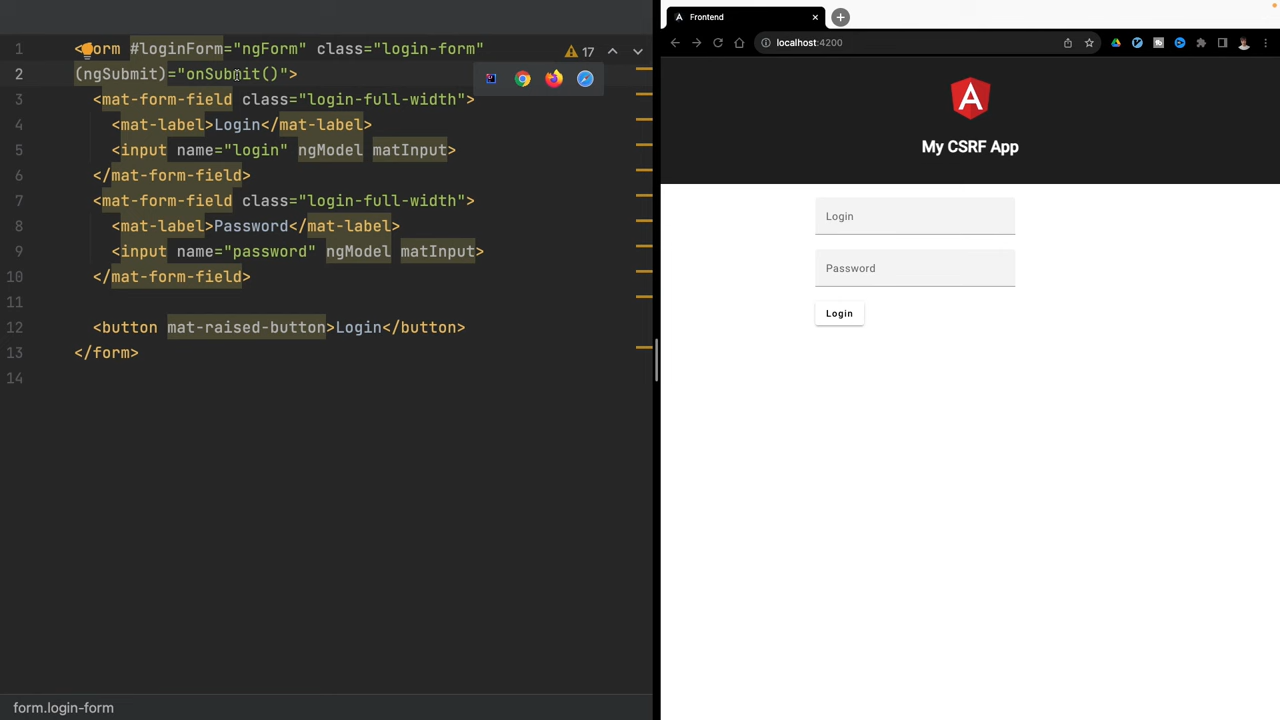 1 <form #loginForm="ngForm" class="login-form"
2 (ngSubmit)="onSubmit()">
3 <mat-form-field class="login-full-width">
4 <mat-label>Login</mat-label>
5 <input name="login" ngModel matInput>
6 </mat-form-field>
7 <mat-form-field class="login-full-width">
8 <mat-label>Password</mat-label>
9 <input name="password" ngModel matInput>
10 </mat-form-field>
11
12 <button mat-raised-button>Login</button>
13 </form>
14
17
form.login-form
Frontend
localhost:4200
A
My CSRF App
Login
Password
Login